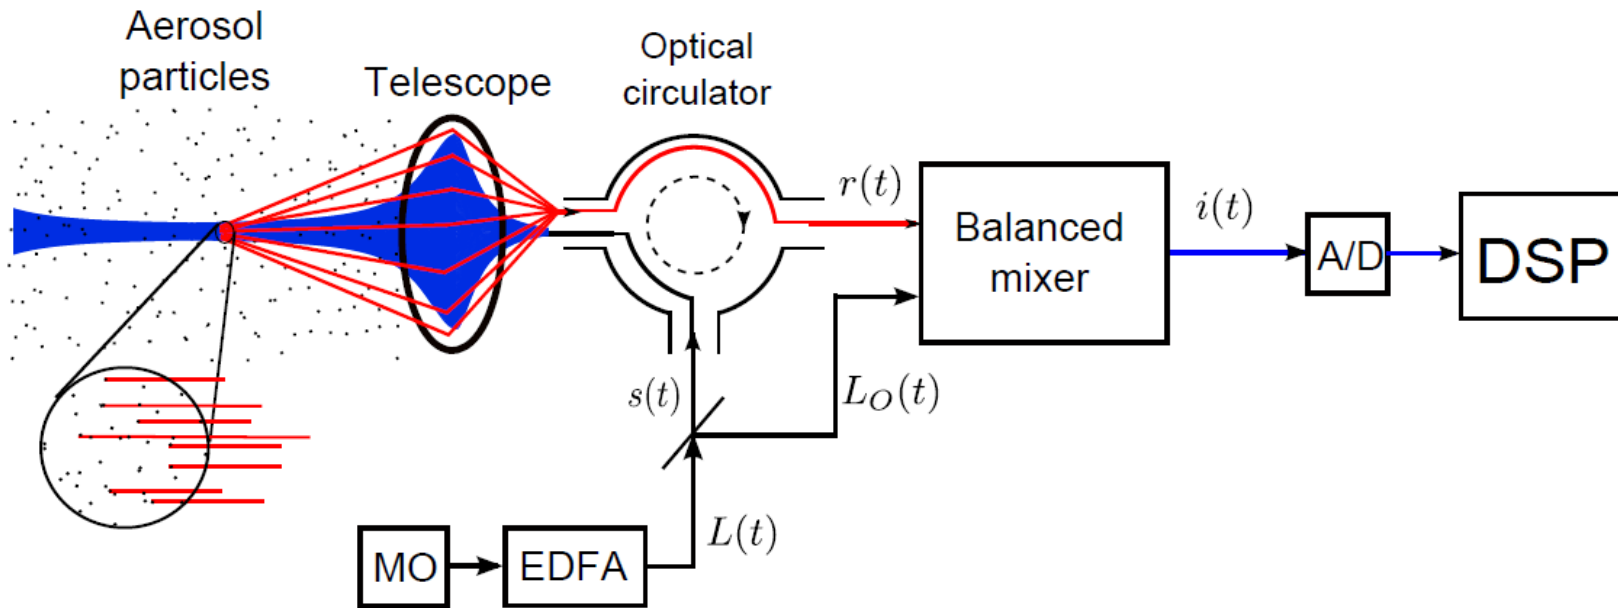 Aerosol
particles
Telescope
Optical
circulator
r(t)
Balanced
mixer
i(t)
A/D
DSP
s(t)
L_O(t)
L(t)
MO
EDFA